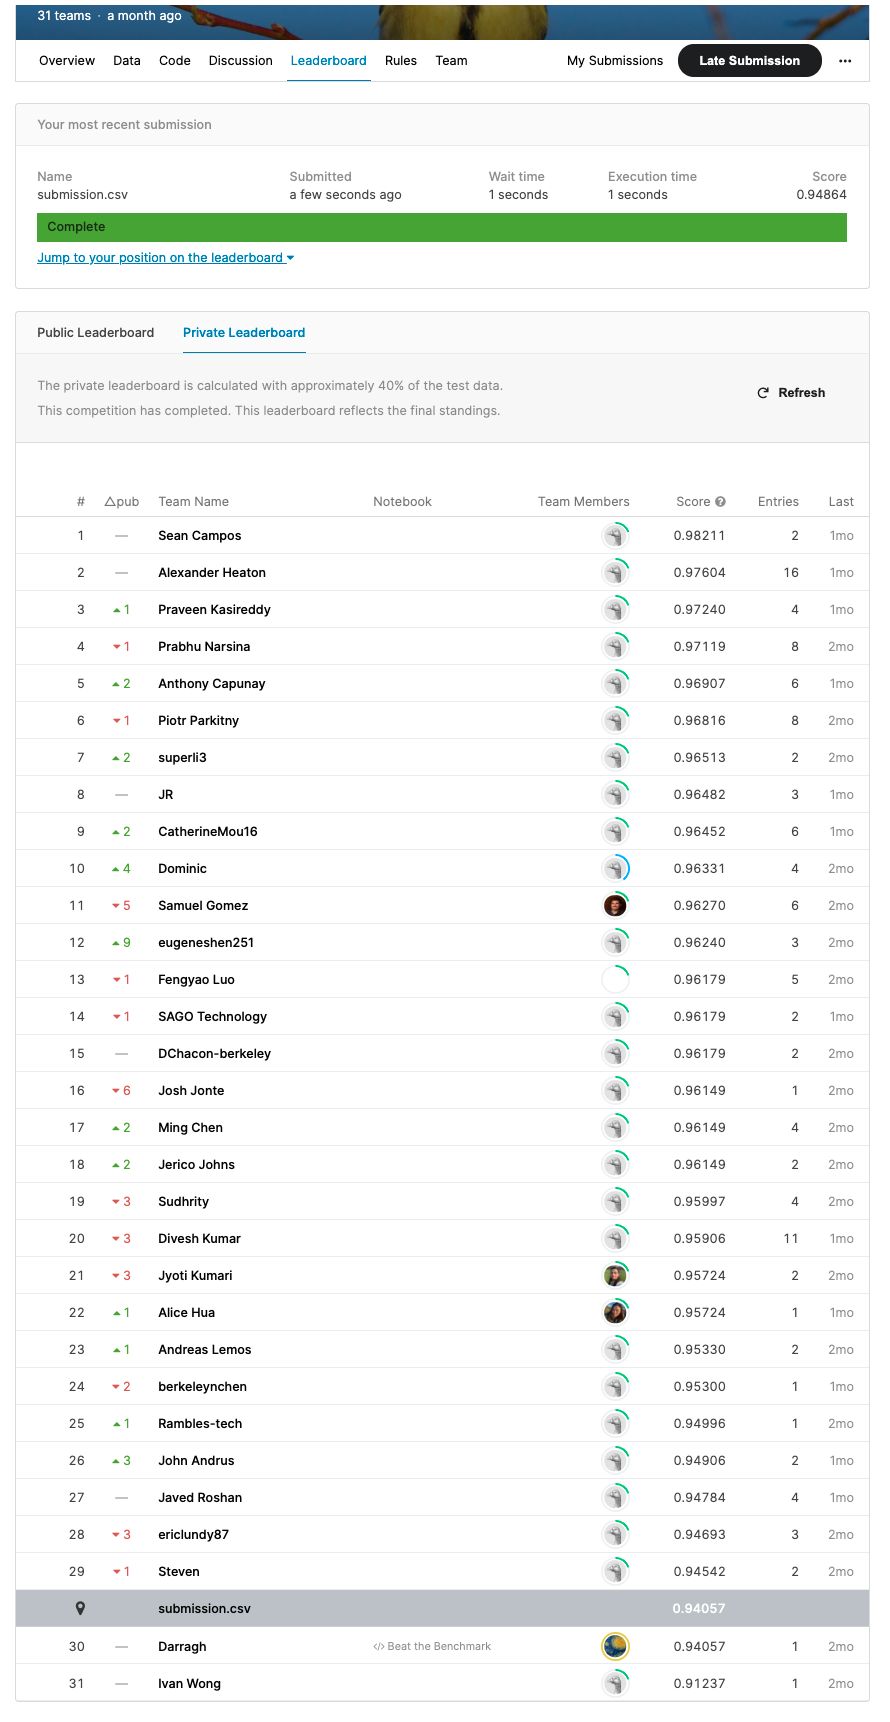 31 teams · a month ago
Overview Data Code Discussion Leaderboard Rules Team My Submissions Late Submission ...
Your most recent submission
Name Submitted Wait time Execution time Score
submission.csv a few seconds ago 1 seconds 1 seconds 0.94864
Complete
Jump to your position on the leaderboard
Public Leaderboard Private Leaderboard
The private leaderboard is calculated with approximately 40% of the test data.
This competition has completed. This leaderboard reflects the final standings.
Refresh
# △pub Team Name Notebook Team Members Score Entries Last
1 — Sean Campos 0.98211 2 1mo
2 — Alexander Heaton 0.97604 16 1mo
3 ▲1 Praveen Kasireddy 0.97240 4 1mo
4 ▼1 Prabhu Narsina 0.97119 8 2mo
5 ▲2 Anthony Capunay 0.96907 6 1mo
6 ▼1 Piotr Parkitny 0.96816 8 2mo
7 ▲2 superli3 0.96513 2 2mo
8 — JR 0.96482 3 1mo
9 ▲2 CatherineMou16 0.96452 6 1mo
10 ▲4 Dominic 0.96331 4 2mo
11 ▼5 Samuel Gomez 0.96270 6 2mo
12 ▲9 eugeneshen251 0.96240 3 2mo
13 ▼1 Fengyao Luo 0.96179 5 2mo
14 ▼1 SAGO Technology 0.96179 2 1mo
15 — DChacon-berkeley 0.96179 2 2mo
16 ▼6 Josh Jonte 0.96149 1 2mo
17 ▲2 Ming Chen 0.96149 4 2mo
18 ▲2 Jerico Johns 0.96149 2 2mo
19 ▼3 Sudhrity 0.95997 4 2mo
20 ▼3 Divesh Kumar 0.95906 11 1mo
21 ▼3 Jyoti Kumari 0.95724 2 2mo
22 ▲1 Alice Hua 0.95724 1 1mo
23 ▲1 Andreas Lemos 0.95330 2 2mo
24 ▼2 berkeleynchen 0.95300 1 1mo
25 ▲1 Rambles-tech 0.94996 1 2mo
26 ▲3 John Andrus 0.94906 2 1mo
27 — Javed Roshan 0.94784 4 1mo
28 ▼3 ericlundy87 0.94693 3 2mo
29 ▼1 Steven 0.94542 2 2mo
submission.csv 0.94057
30 — Darragh </> Beat the Benchmark 0.94057 1 2mo
31 — Ivan Wong 0.91237 1 2mo